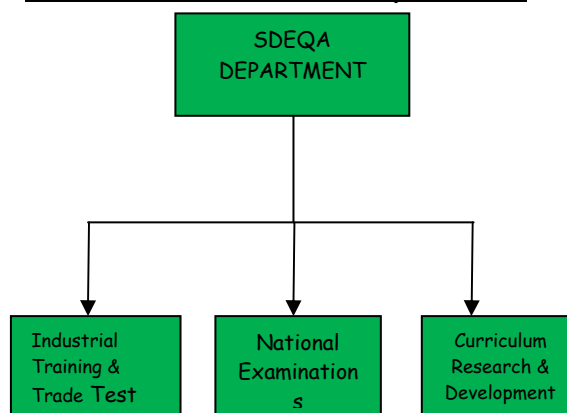 SDEQA
DEPARTMENT
Industrial
Training &
Trade Test
National
Examination
s
Curriculum
Research &
Development